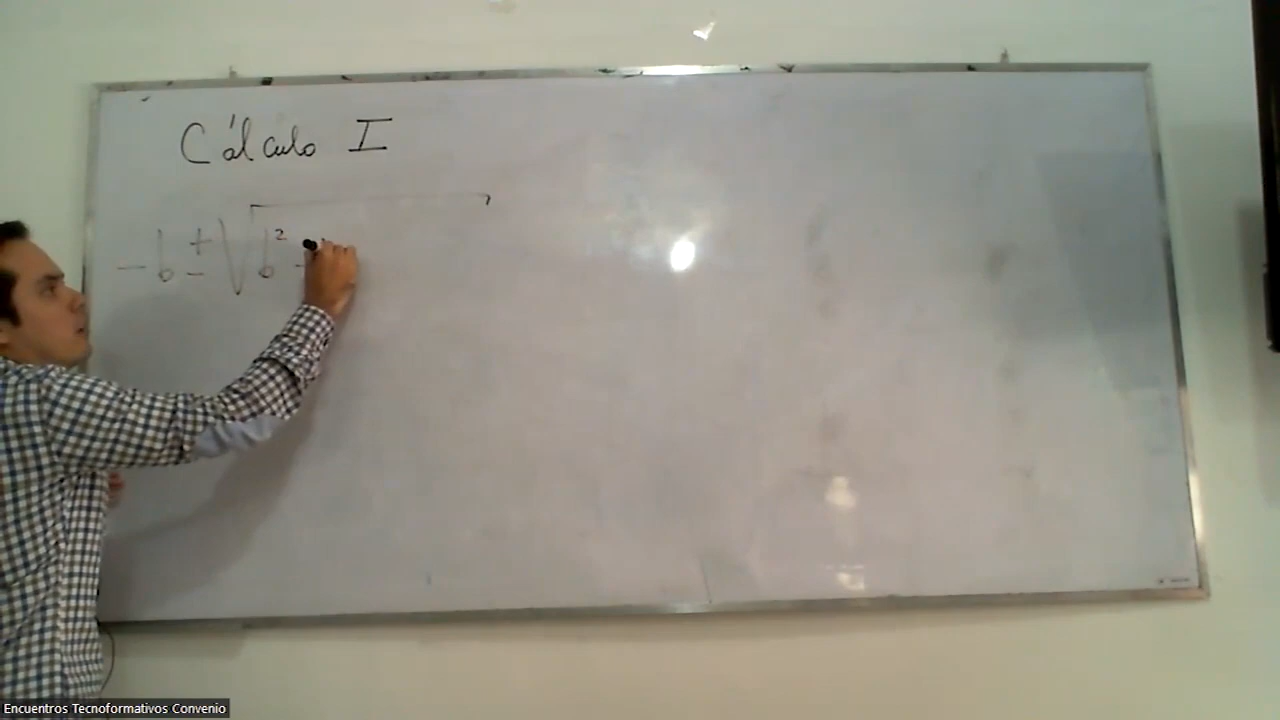 Cálculo I
-b ± √b² -
Encuentros Tecnoformativos Convenio